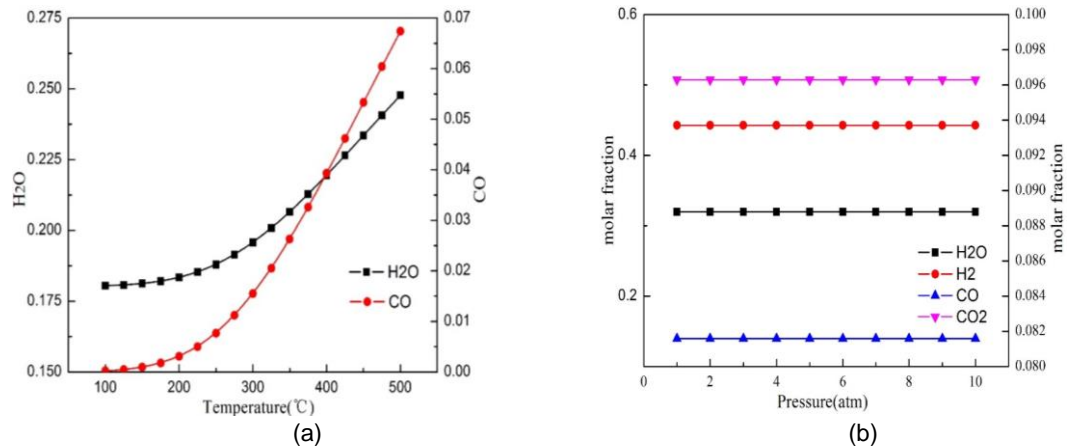 0.275
0.250
0.225
0.200
0.175
0.150
H2O
0.07
0.06
0.05
0.04
0.03
0.02
0.01
0.00
CO
H2O
CO
100
200
300
400
500
Temperature(℃)
(a)
0.6
0.4
0.2
molar fraction
0.100
0.098
0.096
0.094
0.092
0.090
0.088
0.086
0.084
0.082
0.080
molar fraction
H2O
H2
CO
CO2
0
2
4
6
8
10
Pressure(atm)
(b)